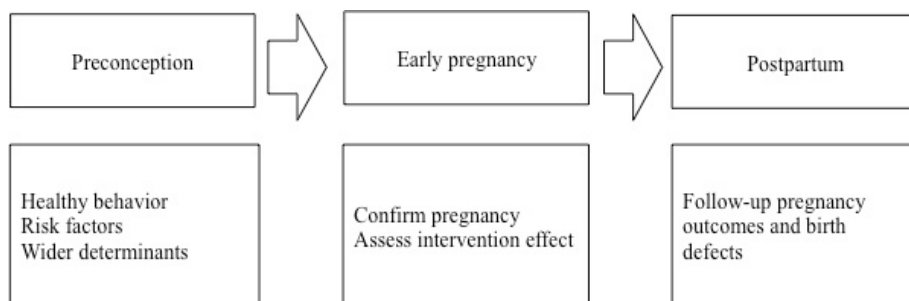 Preconception
Early pregnancy
Postpartum
Healthy behavior
Risk factors
Wider determinants
Confirm pregnancy
Assess intervention effect
Follow-up pregnancy
outcomes and birth
defects